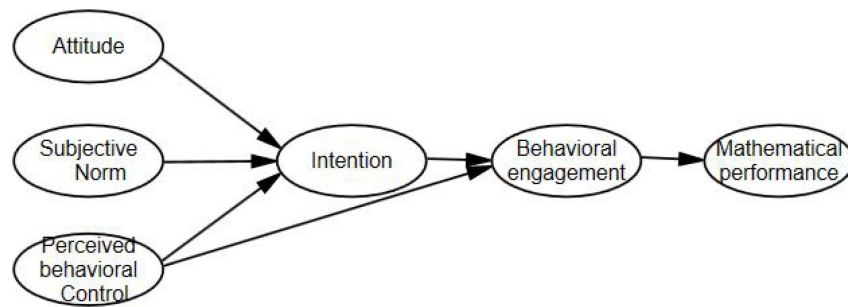 Attitude
Subjective
Norm
Perceived
behavioral
Control
Intention
Behavioral
engagement
Mathematical
performance